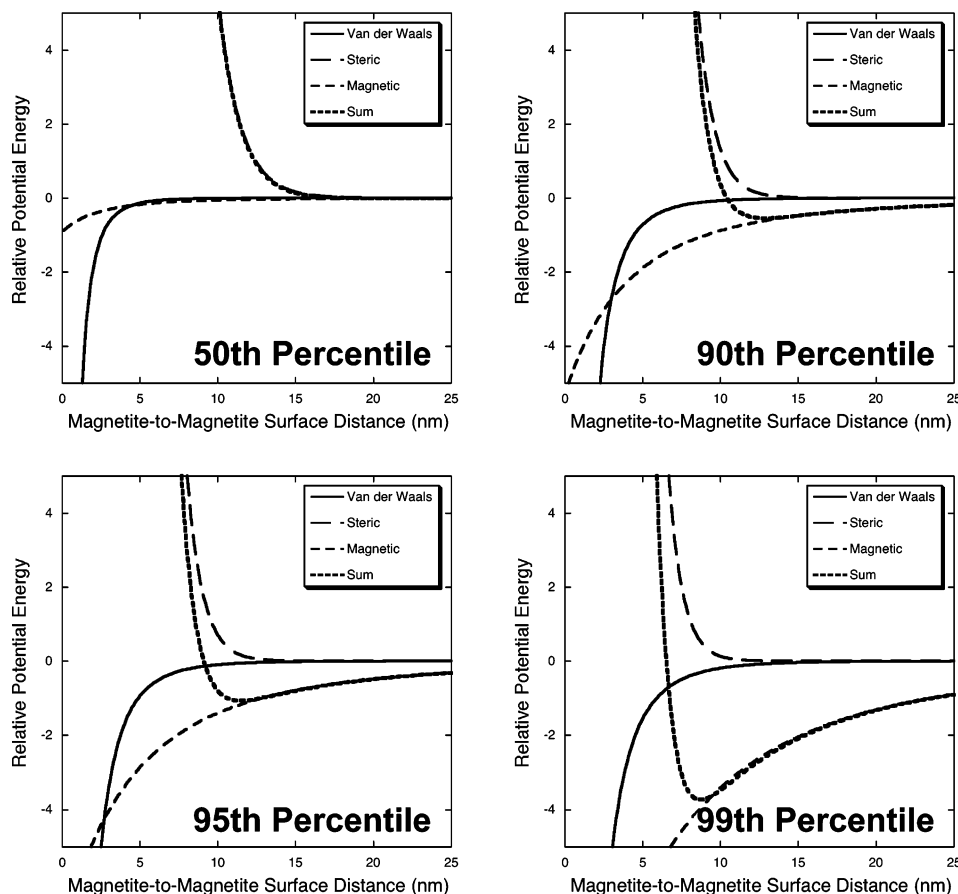 Relative Potential Energy
4
2
0
-2
-4
Van der Waals
Steric
Magnetic
Sum
50th Percentile
0 5 10 15 20 25
Magnetite-to-Magnetite Surface Distance (nm)
Relative Potential Energy
4
2
0
-2
-4
Van der Waals
Steric
Magnetic
Sum
90th Percentile
0 5 10 15 20 25
Magnetite-to-Magnetite Surface Distance (nm)
Relative Potential Energy
4
2
0
-2
-4
Van der Waals
Steric
Magnetic
Sum
95th Percentile
0 5 10 15 20 25
Magnetite-to-Magnetite Surface Distance (nm)
Relative Potential Energy
4
2
0
-2
-4
Van der Waals
Steric
Magnetic
Sum
99th Percentile
0 5 10 15 20 25
Magnetite-to-Magnetite Surface Distance (nm)